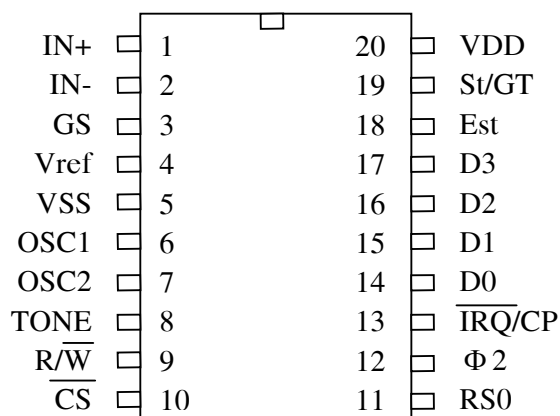 IN+ 1 20 VDD
IN- 2 19 St/GT
GS 3 18 Est
Vref 4 17 D3
VSS 5 16 D2
OSC1 6 15 D1
OSC2 7 14 D0
TONE 8 13 I̅R̅Q̅/CP
R/W̅ 9 12 Φ2
C̅S̅ 10 11 RS0